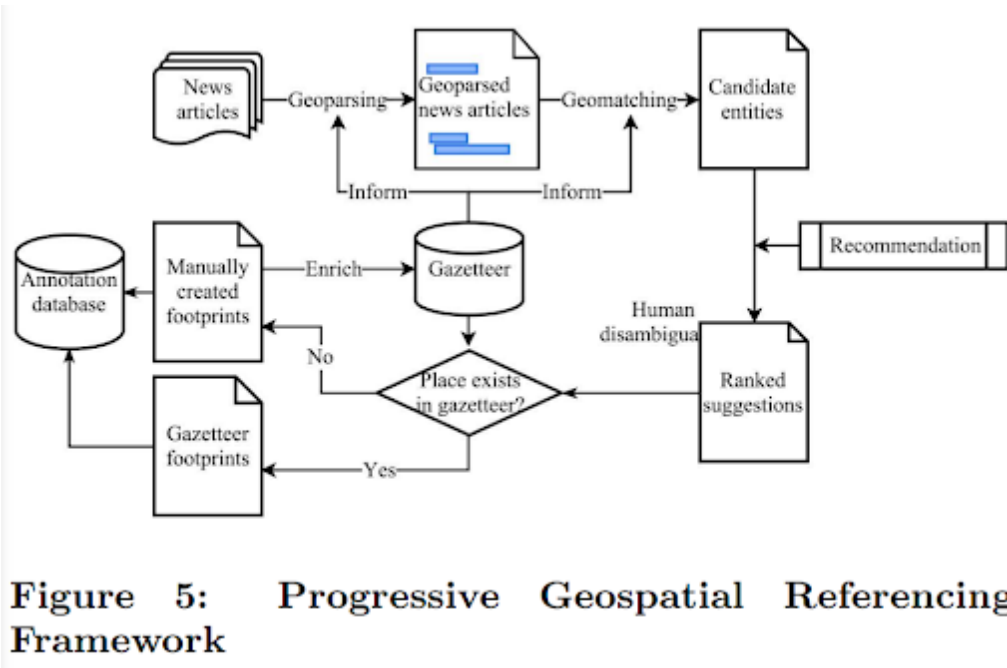 News
articles
Geoparsing
Geoparsed
news articles
Geomatching
Candidate
entities
Inform
Inform
Recommendation
Annotation
database
Manually
created
footprints
Enrich
Gazetteer
Human
disambigua
No
Place exists
in gazetteer?
Ranked
suggestions
Gazetteer
footprints
Yes
Figure 5: Progressive Geospatial Referencing
Framework